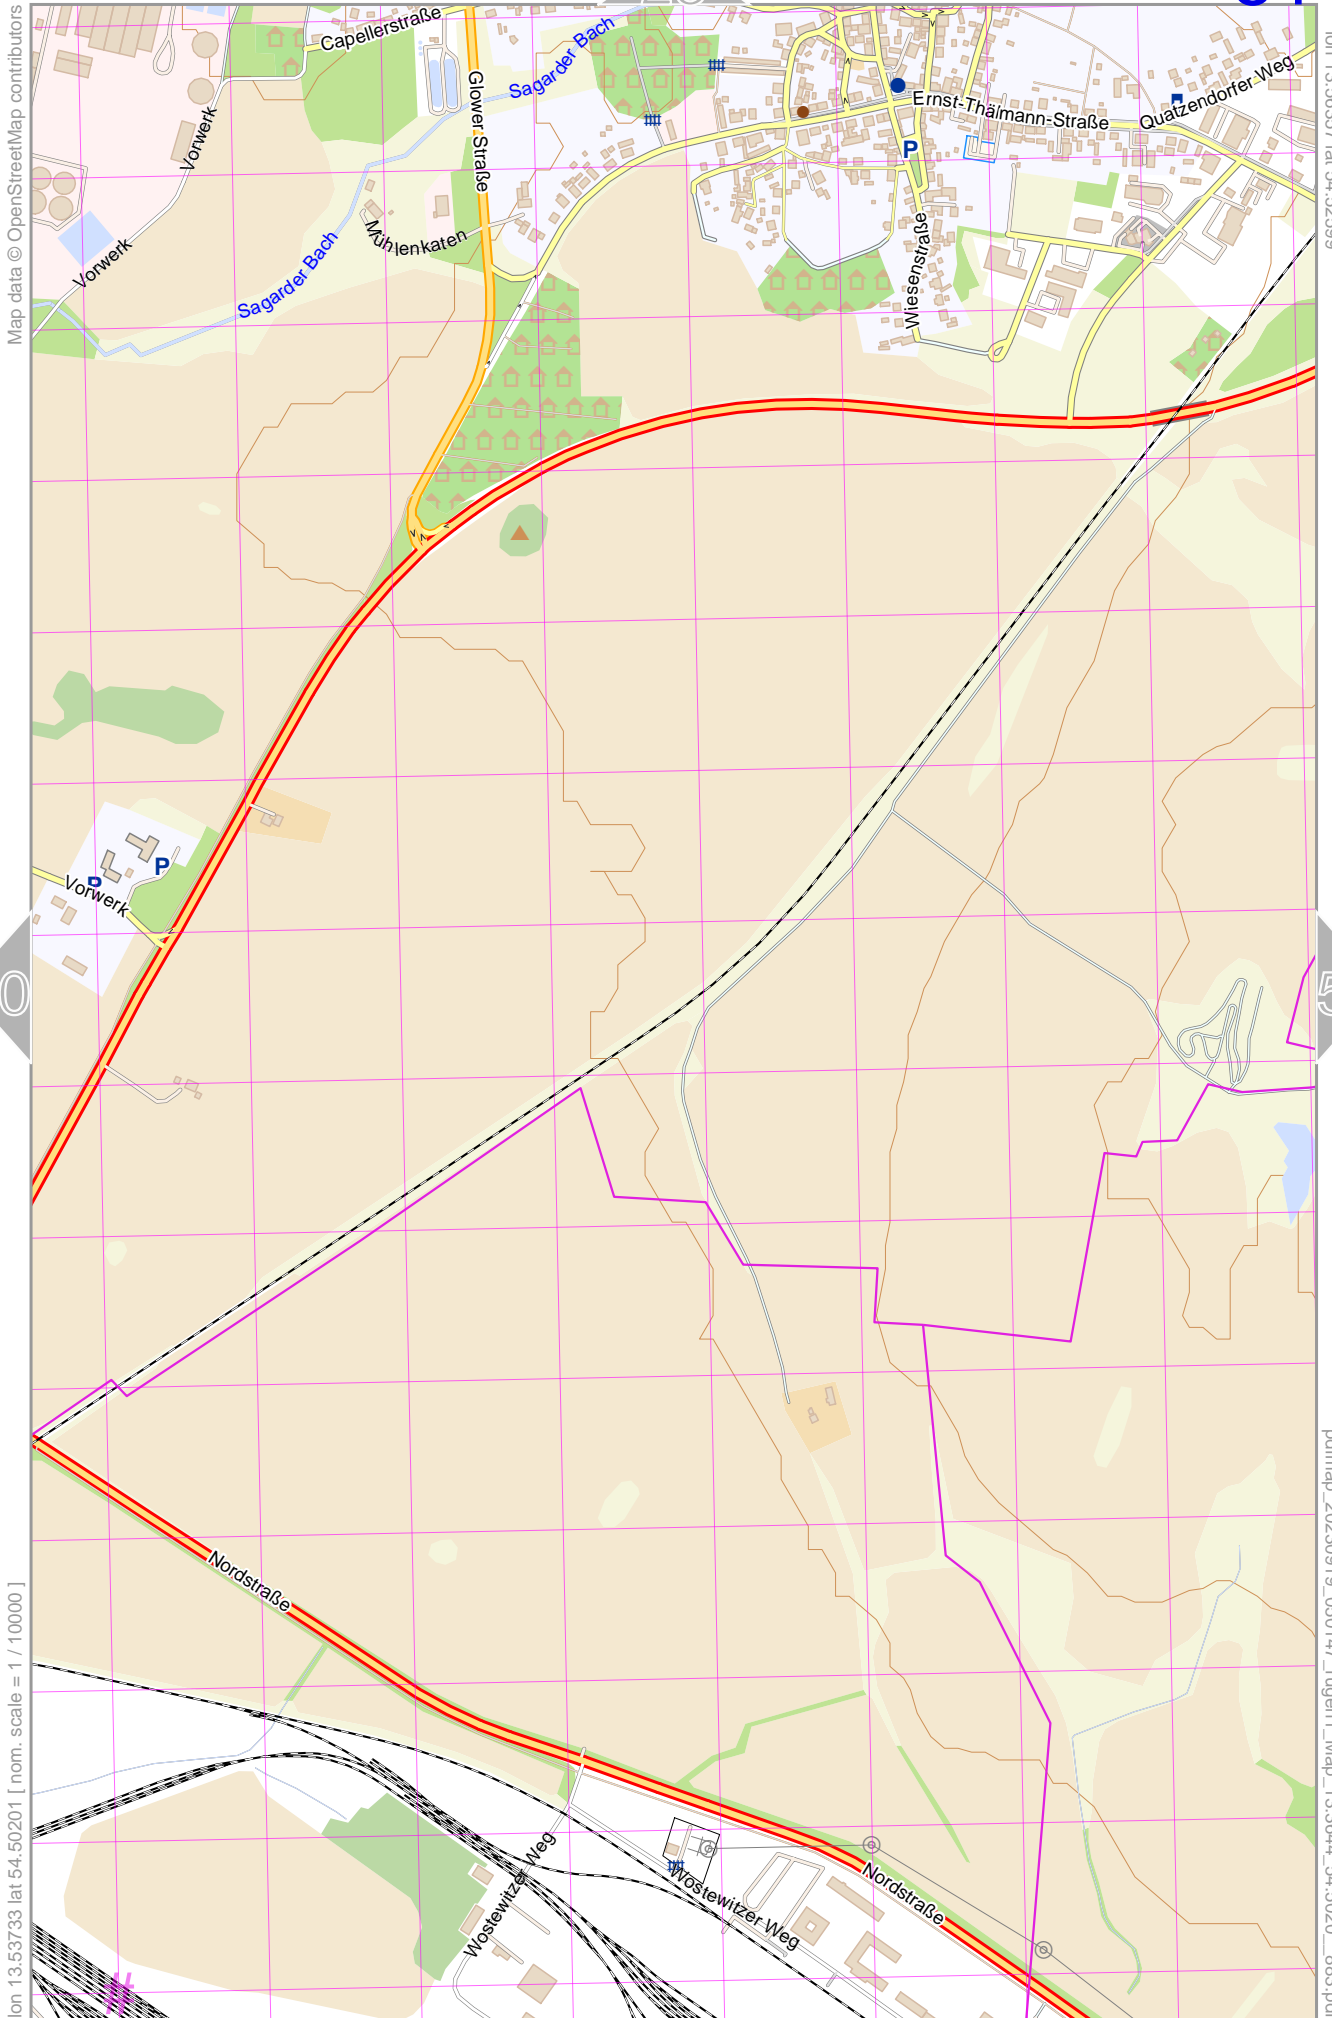 Map data © OpenStreetMap contributors
Capellerstraße
Sagarder Bach
Glower Straße
Vorwerk
Ernst-Thälmann-Straße
Quatzendorfer Weg
P
Mühlenkaten
Vorwerk
Sagarder Bach
Wiesenstraße
P
P
Vorwerk
Nordstraße
lon 13.53733 lat 54.50201 [ nom. scale = 1 / 10000 ]
Wostewitzer Weg
Wostewitzer Weg
Nordstraße
#